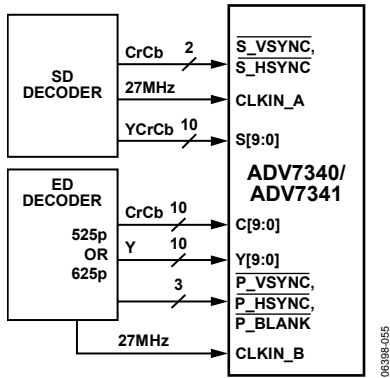 CrCb 2
S_VSYNC,
S_HSYNC
SD
DECODER
27MHz
CLKIN_A
YCrCb 10
S[9:0]
ADV7340/
ADV7341
ED
DECODER
525p
OR
625p
CrCb 10
C[9:0]
Y 10
Y[9:0]
3
P_VSYNC,
P_HSYNC,
P_BLANK
27MHz
CLKIN_B
06398-055